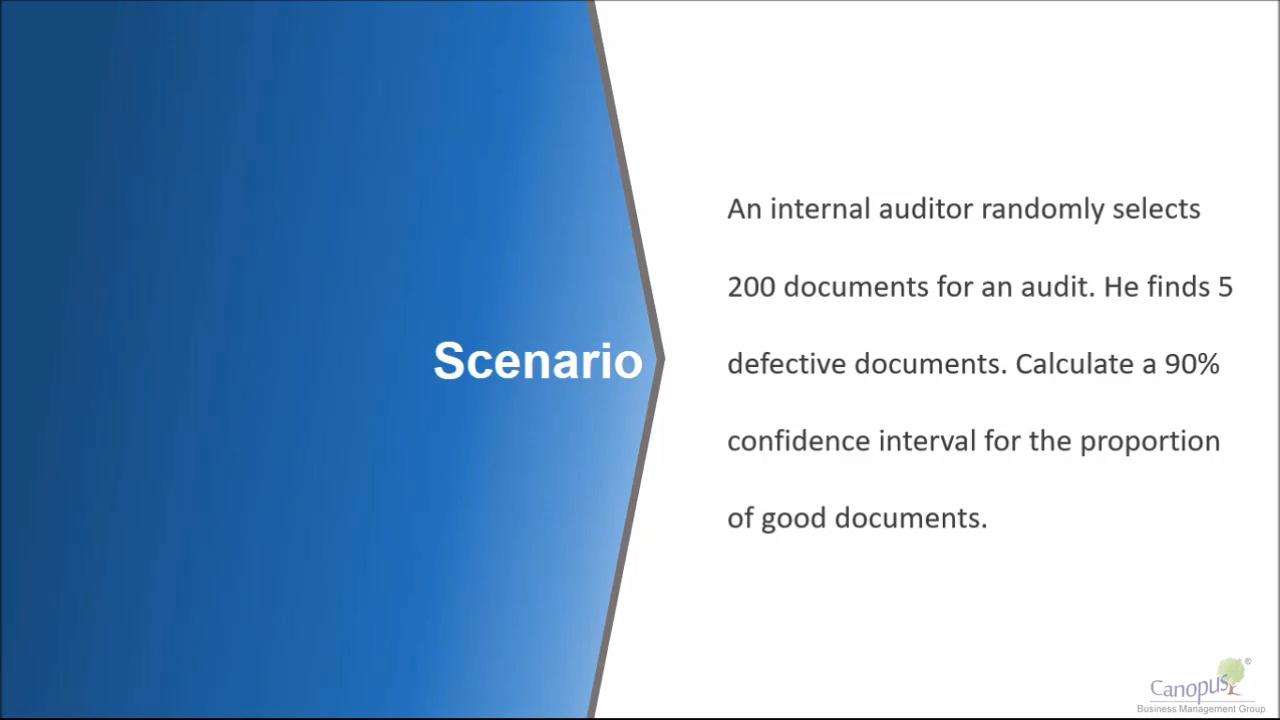 Scenario
An internal auditor randomly selects
200 documents for an audit. He finds 5
defective documents. Calculate a 90%
confidence interval for the proportion
of good documents.
Canopus®
Business Management Group